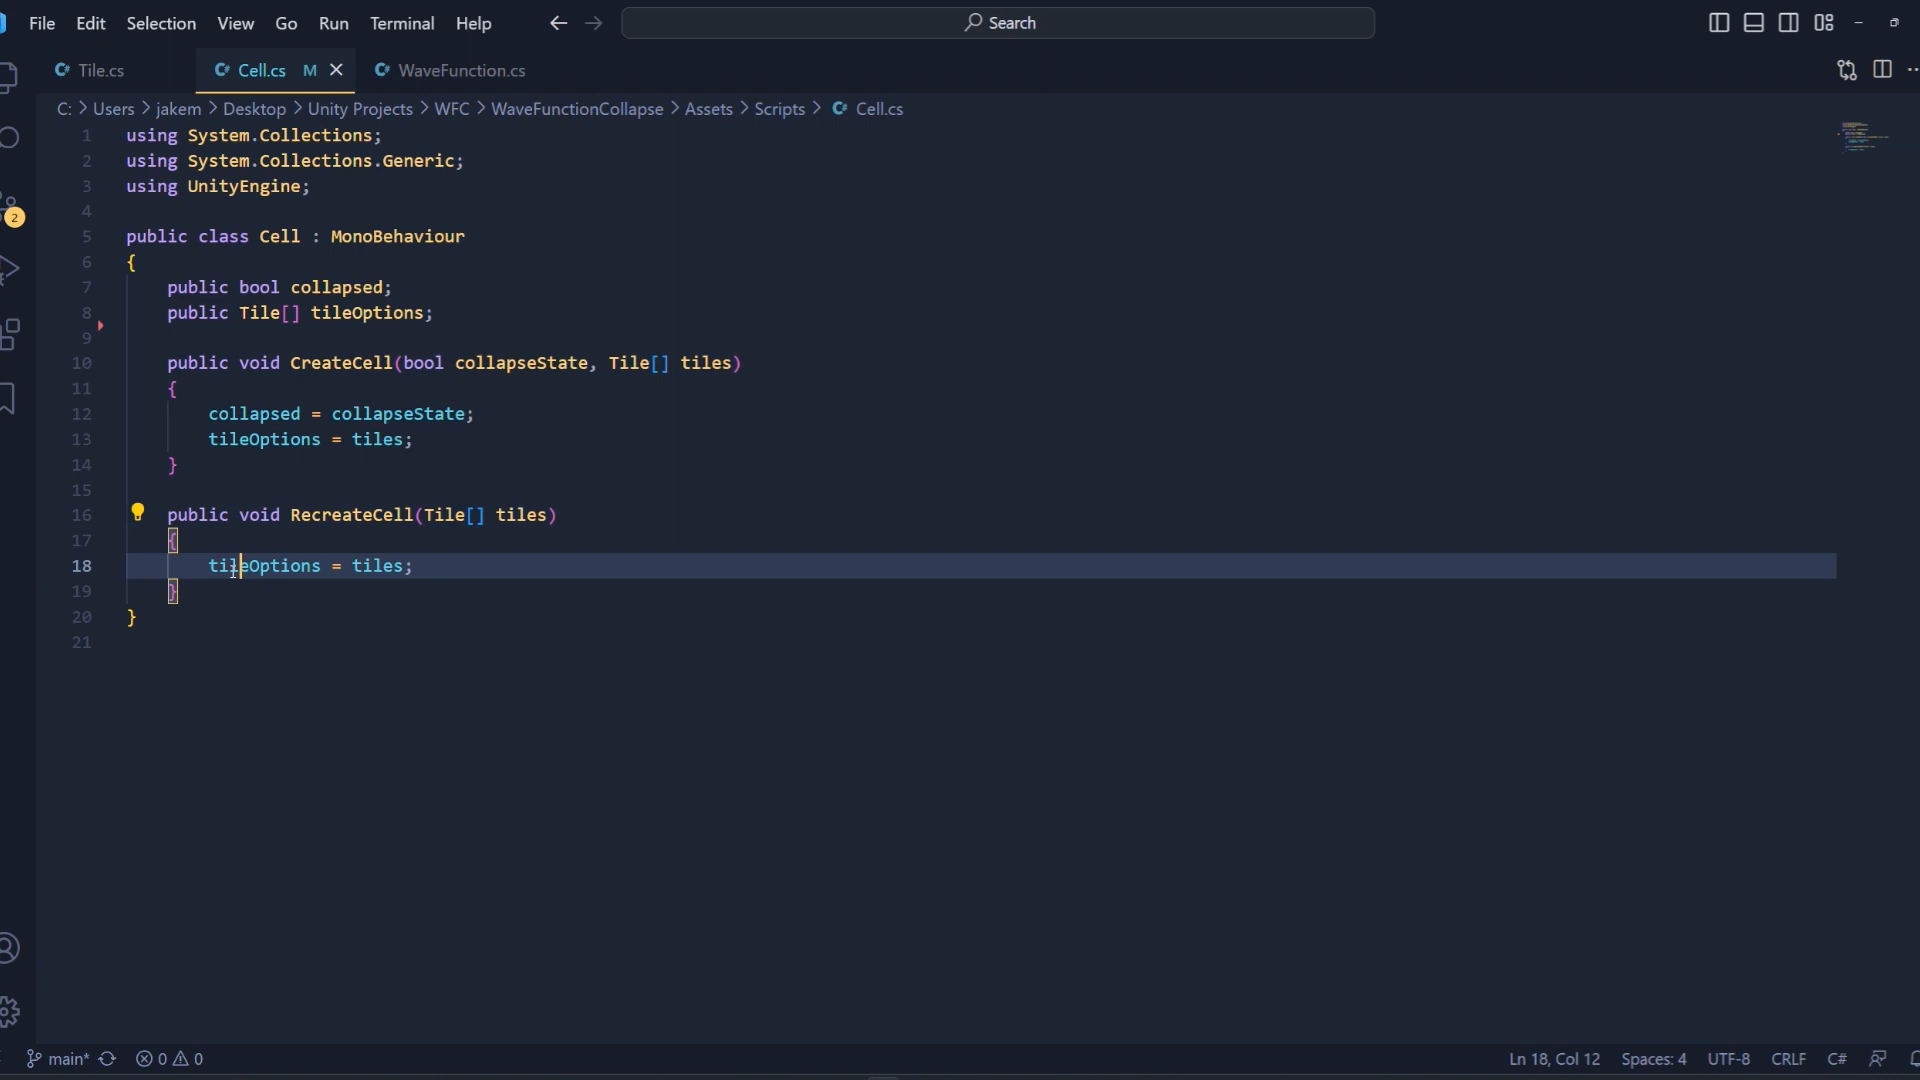 File Edit Selection View Go Run Terminal Help Search
Tile.cs Cell.cs M WaveFunction.cs
C: > Users > jakem > Desktop > Unity Projects > WFC > WaveFunctionCollapse > Assets > Scripts > Cell.cs
1 using System.Collections;
2 using System.Collections.Generic;
3 using UnityEngine;
4
5 public class Cell : MonoBehaviour
6 {
7 public bool collapsed;
8 public Tile[] tileOptions;
9
10 public void CreateCell(bool collapseState, Tile[] tiles)
11 {
12 collapsed = collapseState;
13 tileOptions = tiles;
14 }
15
16 public void RecreateCell(Tile[] tiles)
17 {
18 tileOptions = tiles;
19 }
20 }
21
2
main* 0 0 Ln 18, Col 12 Spaces: 4 UTF-8 CRLF C#